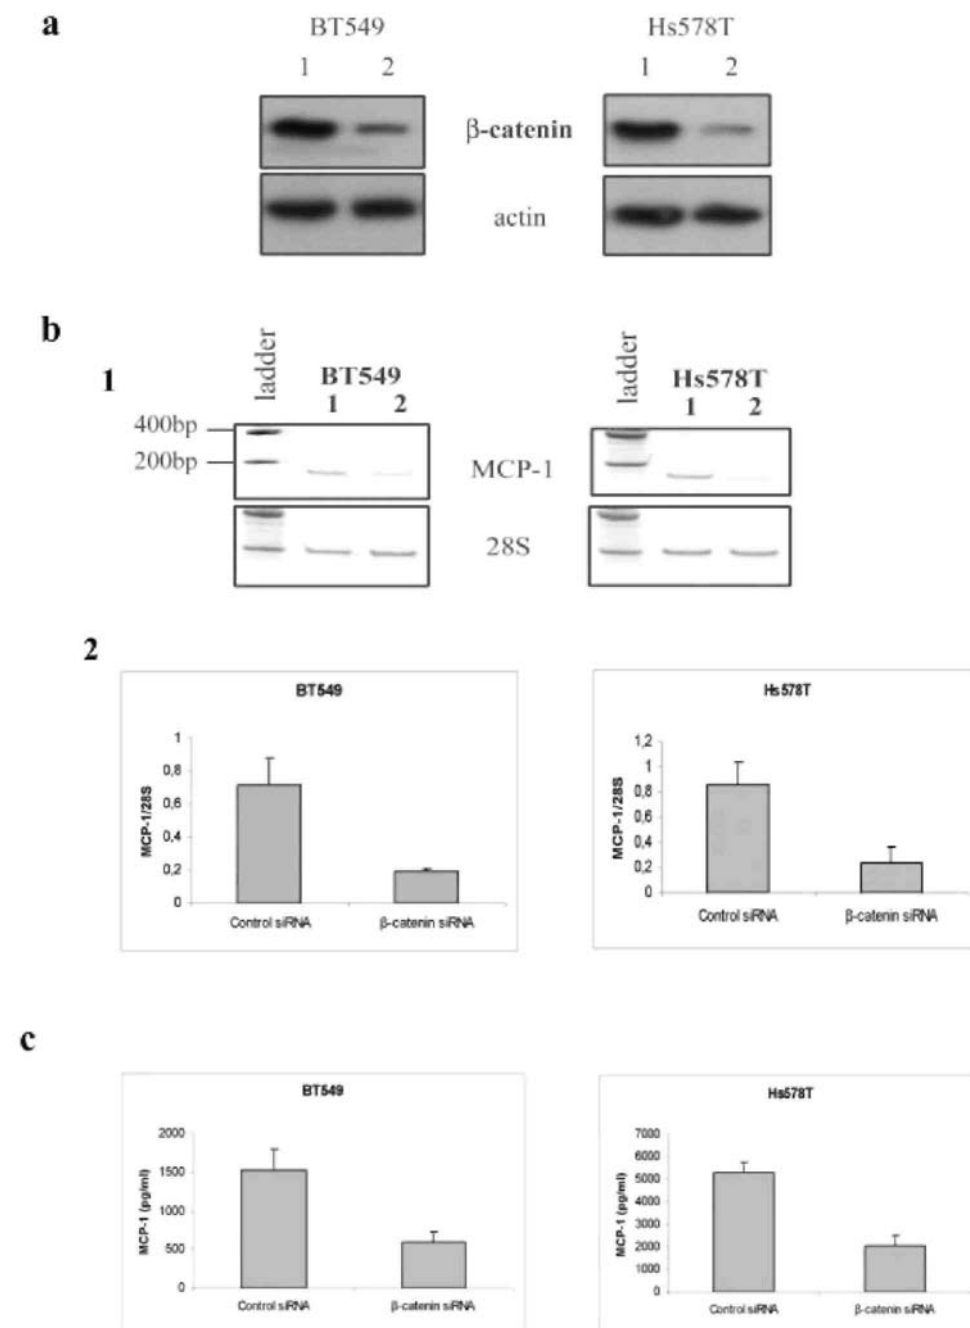 a
BT549 Hs578T
1 2 1 2
β-catenin
actin
b
1
ladder BT549 ladder Hs578T
1 2 1 2
400bp
200bp
MCP-1
28S
2
BT549
MCP-1/28S
1
0,8
0,6
0,4
0,2
0
Control siRNA β-catenin siRNA
Hs578T
MCP-1/28S
1,2
1
0,8
0,6
0,4
0,2
0
Control siRNA β-catenin siRNA
c
BT549
MCP-1 (pg/ml)
2000
1500
1000
500
0
Control siRNA β-catenin siRNA
Hs578T
MCP-1 (pg/ml)
7000
6000
5000
4000
3000
2000
1000
0
Control siRNA β-catenin siRNA